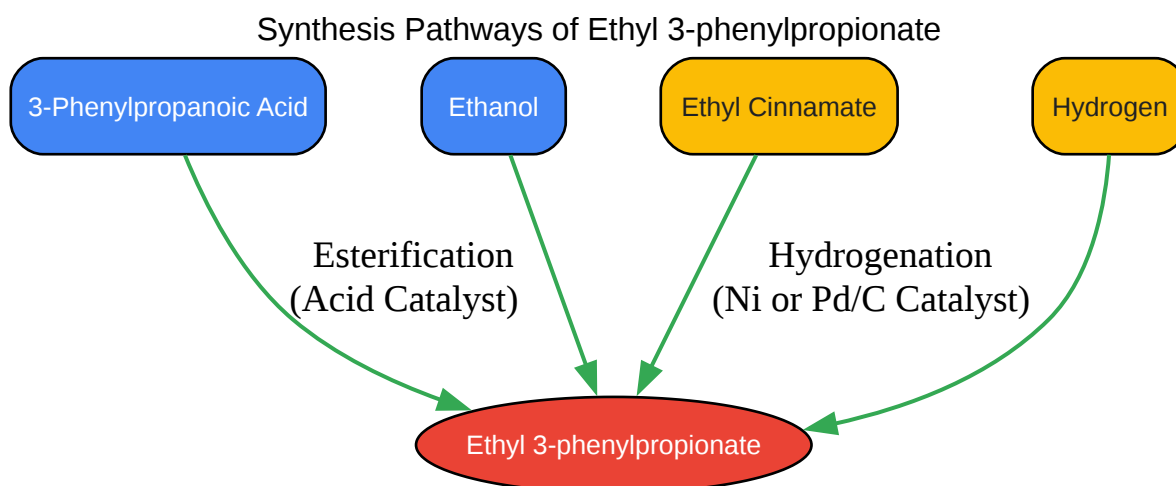 Synthesis Pathways of Ethyl 3-phenylpropionate
3-Phenylpropanoic Acid
Ethanol
Ethyl Cinnamate
Hydrogen
Esterification
(Acid Catalyst)
Hydrogenation
(Ni or Pd/C Catalyst)
Ethyl 3-phenylpropionate